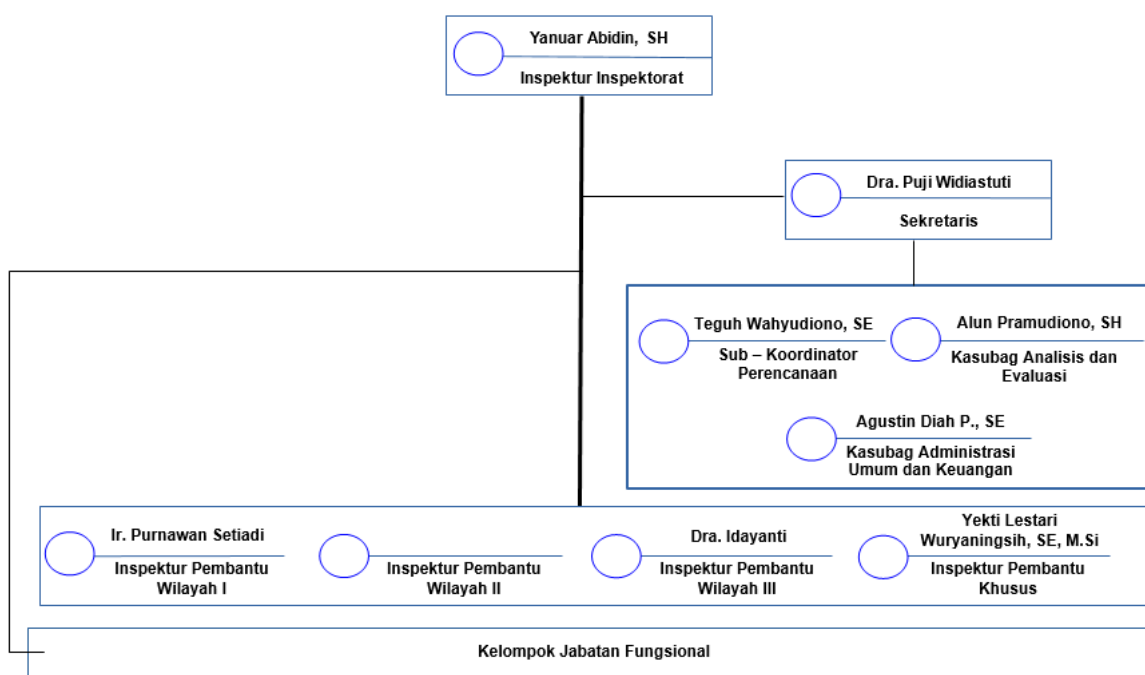 Yanuar Abidin, SH
Inspektur Inspektorat
Dra. Puji Widiastuti
Sekretaris
Teguh Wahyudiono, SE
Sub – Koordinator
Perencanaan
Alun Pramudiono, SH
Kasubag Analisis dan
Evaluasi
Agustin Diah P., SE
Kasubag Administrasi
Umum dan Keuangan
Ir. Purnawan Setiadi
Inspektur Pembantu
Wilayah I
Inspektur Pembantu
Wilayah II
Dra. Idayanti
Inspektur Pembantu
Wilayah III
Yekti Lestari
Wuryaningsih, SE, M.Si
Inspektur Pembantu
Khusus
Kelompok Jabatan Fungsional